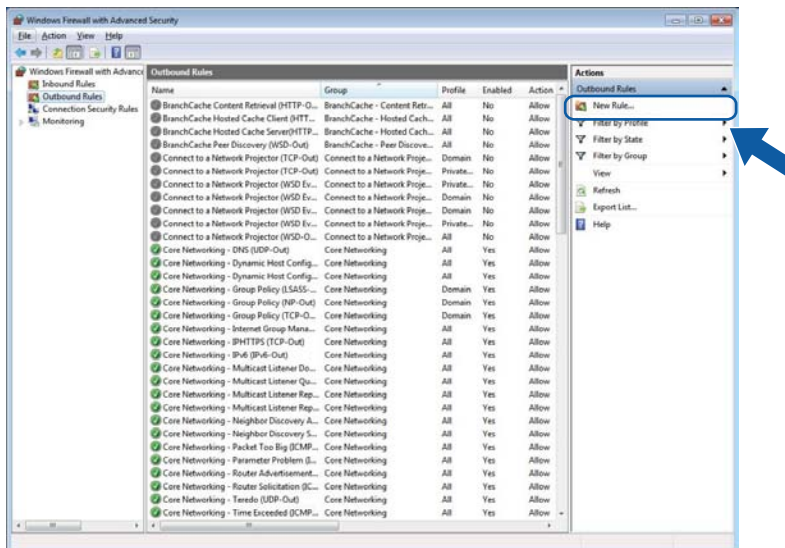 Windows Firewall with Advanced Security
File Action View Help
Windows Firewall with Advance
Inbound Rules
Outbound Rules
Connection Security Rules
Monitoring
Outbound Rules
Name Group Profile Enabled Action
BranchCache Content Retrieval (HTTP-O... BranchCache - Content Retr... All No Allow
BranchCache Hosted Cache Client (HTT... BranchCache - Hosted Cach... All No Allow
BranchCache Hosted Cache Server(HTTP... BranchCache - Hosted Cach... All No Allow
BranchCache Peer Discovery (WSD-Out) BranchCache - Peer Discove... All No Allow
Connect to a Network Projector (TCP-Out) Connect to a Network Proje... Domain No Allow
Connect to a Network Projector (TCP-Out) Connect to a Network Proje... Private... No Allow
Connect to a Network Projector (WSD Ev... Connect to a Network Proje... Private... No Allow
Connect to a Network Projector (WSD Ev... Connect to a Network Proje... Domain No Allow
Connect to a Network Projector (WSD Ev... Connect to a Network Proje... Domain No Allow
Connect to a Network Projector (WSD Ev... Connect to a Network Proje... Private... No Allow
Connect to a Network Projector (WSD-O... Connect to a Network Proje... All No Allow
Core Networking - DNS (UDP-Out) Core Networking All Yes Allow
Core Networking - Dynamic Host Config... Core Networking All Yes Allow
Core Networking - Dynamic Host Config... Core Networking All Yes Allow
Core Networking - Group Policy (LSASS-... Core Networking Domain Yes Allow
Core Networking - Group Policy (NP-Out) Core Networking Domain Yes Allow
Core Networking - Group Policy (TCP-O... Core Networking Domain Yes Allow
Core Networking - Internet Group Mana... Core Networking All Yes Allow
Core Networking - IPHTTPS (TCP-Out) Core Networking All Yes Allow
Core Networking - IPv6 (IPv6-Out) Core Networking All Yes Allow
Core Networking - Multicast Listener Do... Core Networking All Yes Allow
Core Networking - Multicast Listener Qu... Core Networking All Yes Allow
Core Networking - Multicast Listener Rep... Core Networking All Yes Allow
Core Networking - Multicast Listener Rep... Core Networking All Yes Allow
Core Networking - Neighbor Discovery A... Core Networking All Yes Allow
Core Networking - Neighbor Discovery S... Core Networking All Yes Allow
Core Networking - Packet Too Big (ICMP... Core Networking All Yes Allow
Core Networking - Parameter Problem (I... Core Networking All Yes Allow
Core Networking - Router Advertisement... Core Networking All Yes Allow
Core Networking - Router Solicitation (IC... Core Networking All Yes Allow
Core Networking - Teredo (UDP-Out) Core Networking All Yes Allow
Core Networking - Time Exceeded (ICMP... Core Networking All Yes Allow
Actions
Outbound Rules
New Rule...
Filter by Profile
Filter by State
Filter by Group
View
Refresh
Export List...
Help